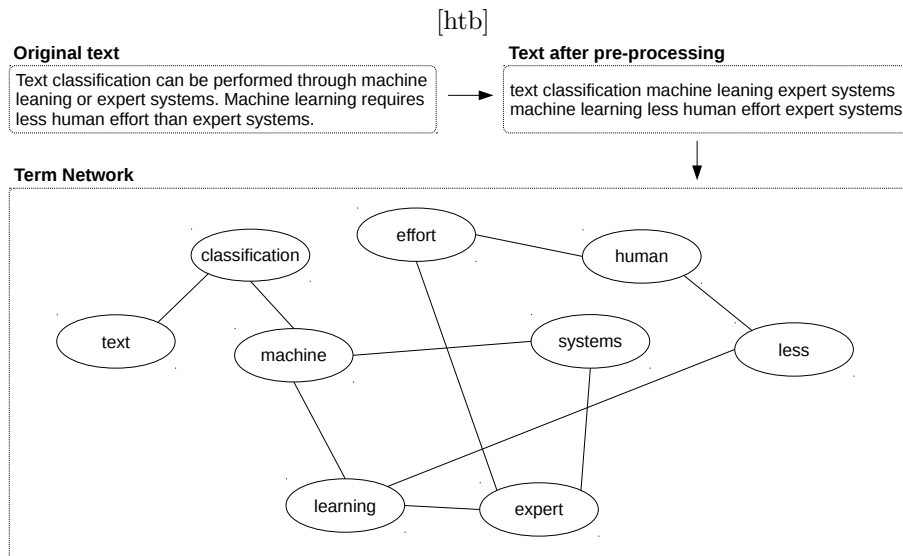 [htb]
Original text
Text classification can be performed through machine
leaning or expert systems. Machine learning requires
less human effort than expert systems.
Text after pre-processing
text classification machine leaning expert systems
machine learning less human effort expert systems
Term Network
effort
classification
human
text
machine
systems
less
learning
expert